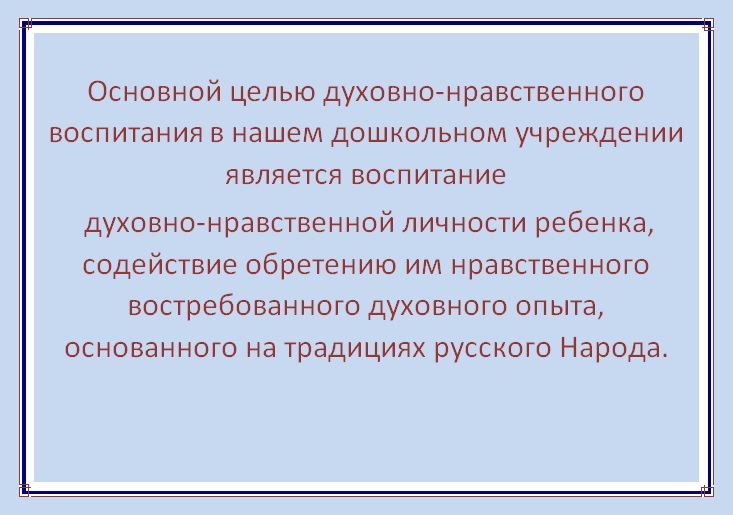 Основной целью духовно-нравственного
воспитания в нашем дошкольном учреждении
является воспитание
духовно-нравственной личности ребенка,
содействие обретению им нравственного
востребованного духовного опыта,
основанного на традициях русского Народа.